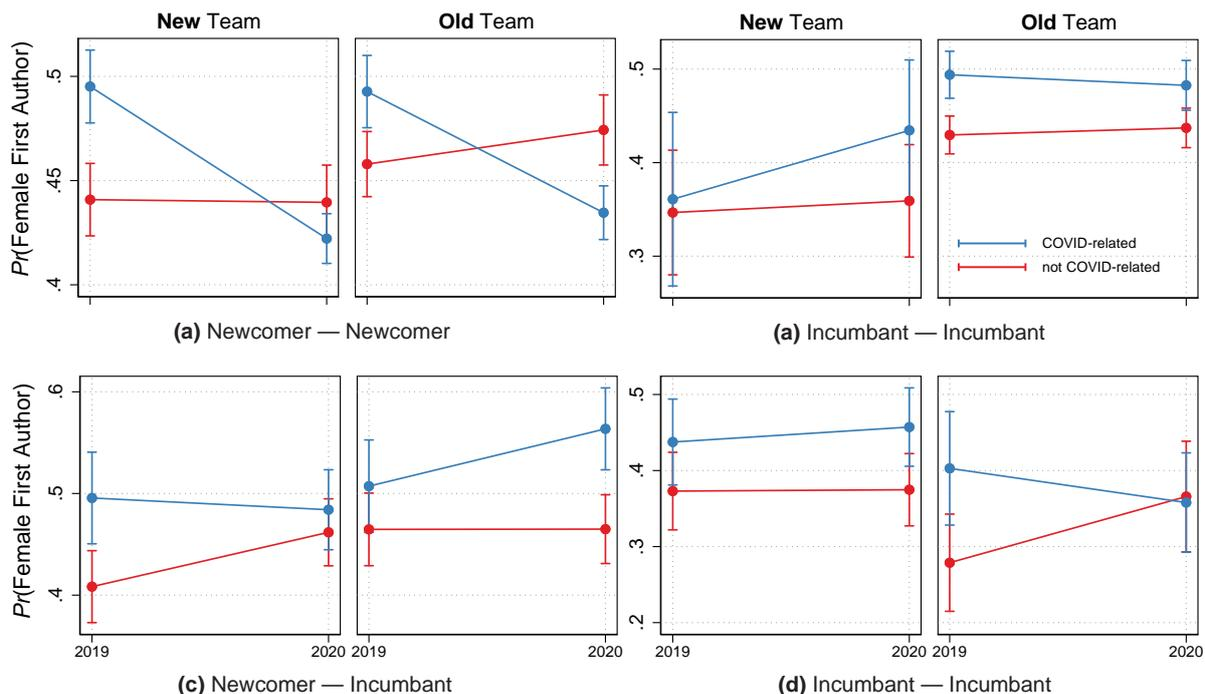 New Team
Old Team
New Team
Old Team
Pr(Female First Author)
.5
.45
.4
.5
.4
.3
COVID-related
not COVID-related
(a) Newcomer — Newcomer
(a) Incumbant — Incumbant
Pr(Female First Author)
.6
.5
.4
.5
.4
.3
.2
2019
2020
2019
2020
2019
2020
2019
2020
(c) Newcomer — Incumbant
(d) Incumbant — Incumbant